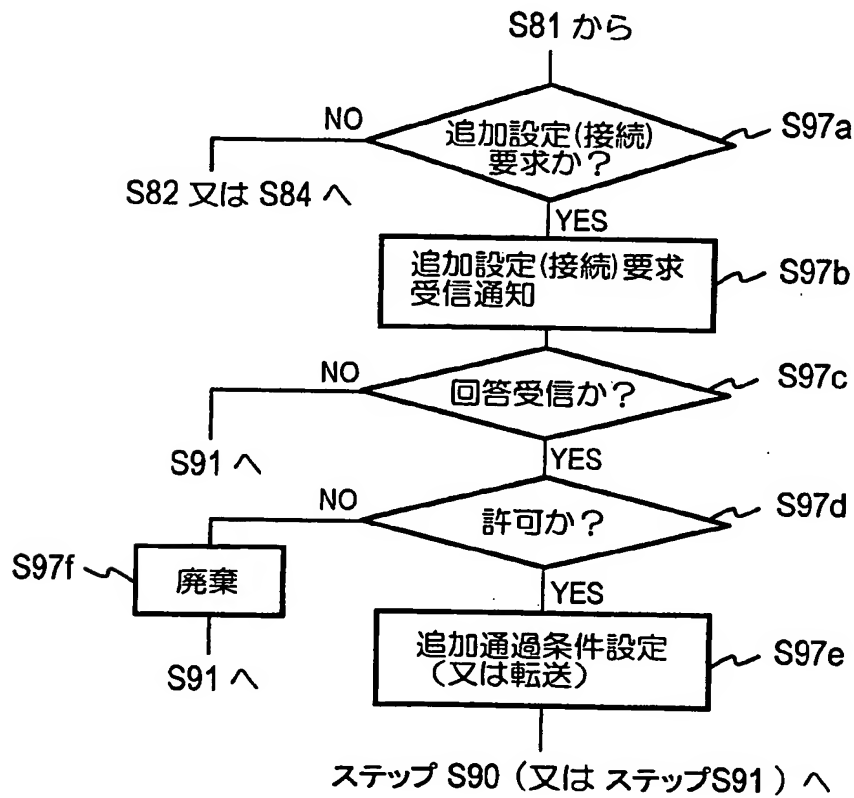 S81 から
NO
追加設定(接続)
要求か?
S97a
S82 又は S84 へ
YES
追加設定(接続)要求
受信通知
S97b
NO
回答受信か?
S97c
S91 へ
YES
NO
許可か?
S97d
S97f
廃棄
YES
S91 へ
追加通過条件設定
(又は転送)
S97e
ステップ S90 (又は ステップS91 ) へ